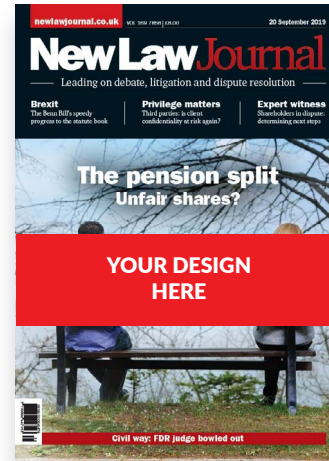 newlawjournal.co.uk
20 September 2019
New Law Journal
Leading on debate, litigation and dispute resolution
Brexit
The Benn Bill's speedy
progress to the statute book
Privilege matters
Third parties: is client
confidentiality at risk again?
Expert witness
Shareholders in dispute:
determining next steps
The pension split
Unfair shares?
YOUR DESIGN
HERE
Civil way: FDR judge bowled out